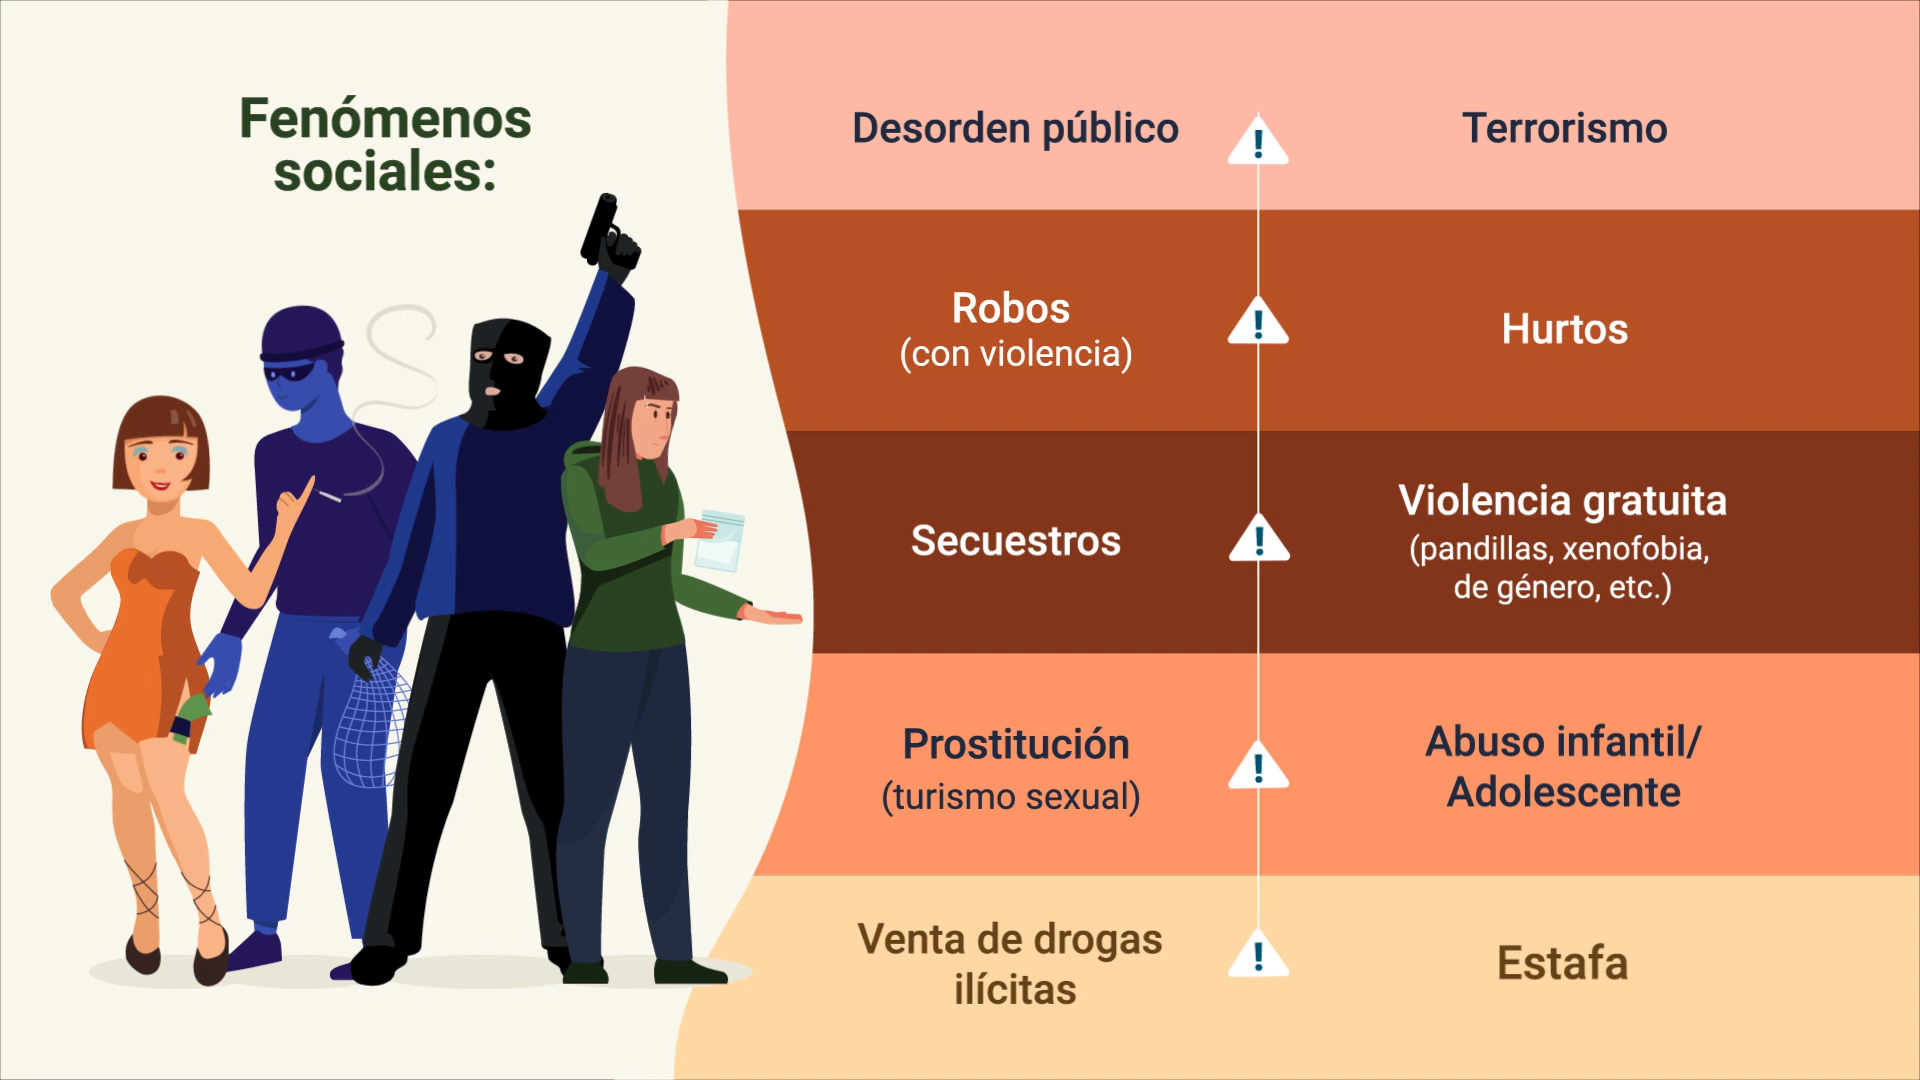 Fenómenos
sociales:
Desorden público
!
Terrorismo
Robos
(con violencia)
!
Hurtos
Secuestros
!
Violencia gratuita
(pandillas, xenofobia,
de género, etc.)
Prostitución
(turismo sexual)
!
Abuso infantil/
Adolescente
Venta de drogas
ilícitas
!
Estafa